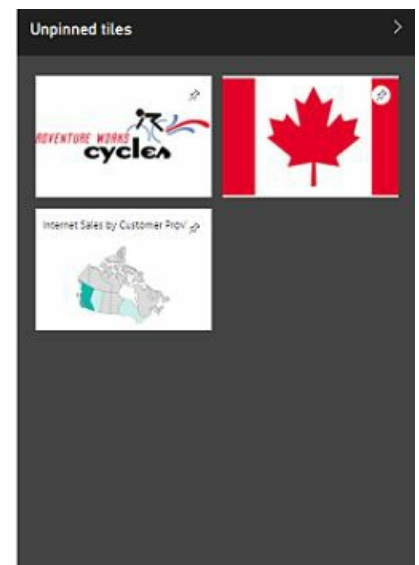 Unpinned tiles
ADVENTURE WORKS
cycles
Internet Sales by Customer Prov